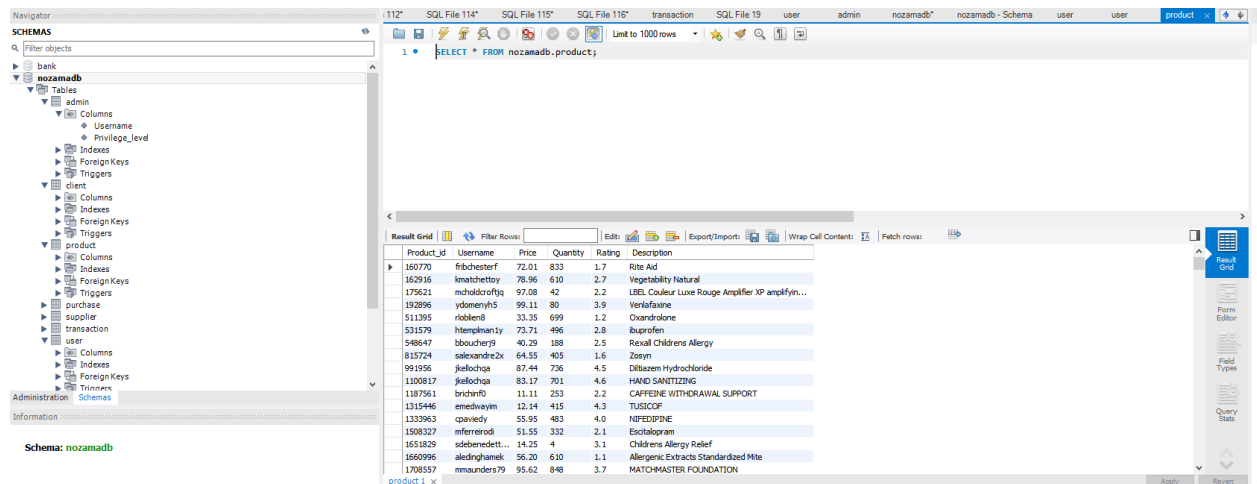 Navigator
112* SQL File 114* SQL File 115* SQL File 116* transaction SQL File 19 user admin nozamadb* nozamadb - Schema user user product ×
SCHEMAS
Filter objects
Limit to 1000 rows
1 SELECT * FROM nozamadb.product;
bank
nozamadb
Tables
admin
Columns
Username
Privilege_level
Indexes
Foreign Keys
Triggers
client
Columns
Indexes
Foreign Keys
Triggers
product
Columns
Indexes
Foreign Keys
Triggers
purchase
supplier
transaction
user
Columns
Indexes
Foreign Keys
Triggers
Administration Schemas
Information
Schema: nozamadb
Result Grid Filter Rows: Edit: Export/Import: Wrap Cell Content: Fetch rows:
Product_id Username Price Quantity Rating Description
160770 fribchesterf 72.01 833 1.7 Rite Aid
162916 kmatchettoy 78.96 610 2.7 Vegetability Natural
175621 mcholdcroftjq 97.08 42 2.2 LBEL Couleur Luxe Rouge Amplifier XP amplifyin...
192896 ydomenyh5 99.11 80 3.9 Venlafaxine
511395 rloblien8 33.35 699 1.2 Oxandrolone
531579 htemplman1y 73.71 496 2.8 ibuprofen
548647 bboucherj9 40.29 188 2.5 Rexall Childrens Allergy
815724 salexandre2x 64.55 405 1.6 Zosyn
991956 jkellochqa 87.44 736 4.5 Diltiazem Hydrochloride
1100817 jkellochqa 83.17 701 4.6 HAND SANITIZING
1187561 brichinf0 11.11 253 2.2 CAFFEINE WITHDRAWAL SUPPORT
1315446 emedwayim 12.14 415 4.3 TUSICOF
1333963 cpaviedy 55.95 483 4.0 NIFEDIPINE
1508327 mferreirodi 51.55 332 2.1 Escitalopram
1651829 sdebenedett... 14.25 4 3.1 Childrens Allergy Relief
1660996 aledinghamek 56.20 610 1.1 Allergenic Extracts Standardized Mite
1708557 mmaunders79 95.62 848 3.7 MATCHMASTER FOUNDATION
product 1 ×
Result
Grid
Form
Editor
Field
Types
Query
Stats
Apply Revert